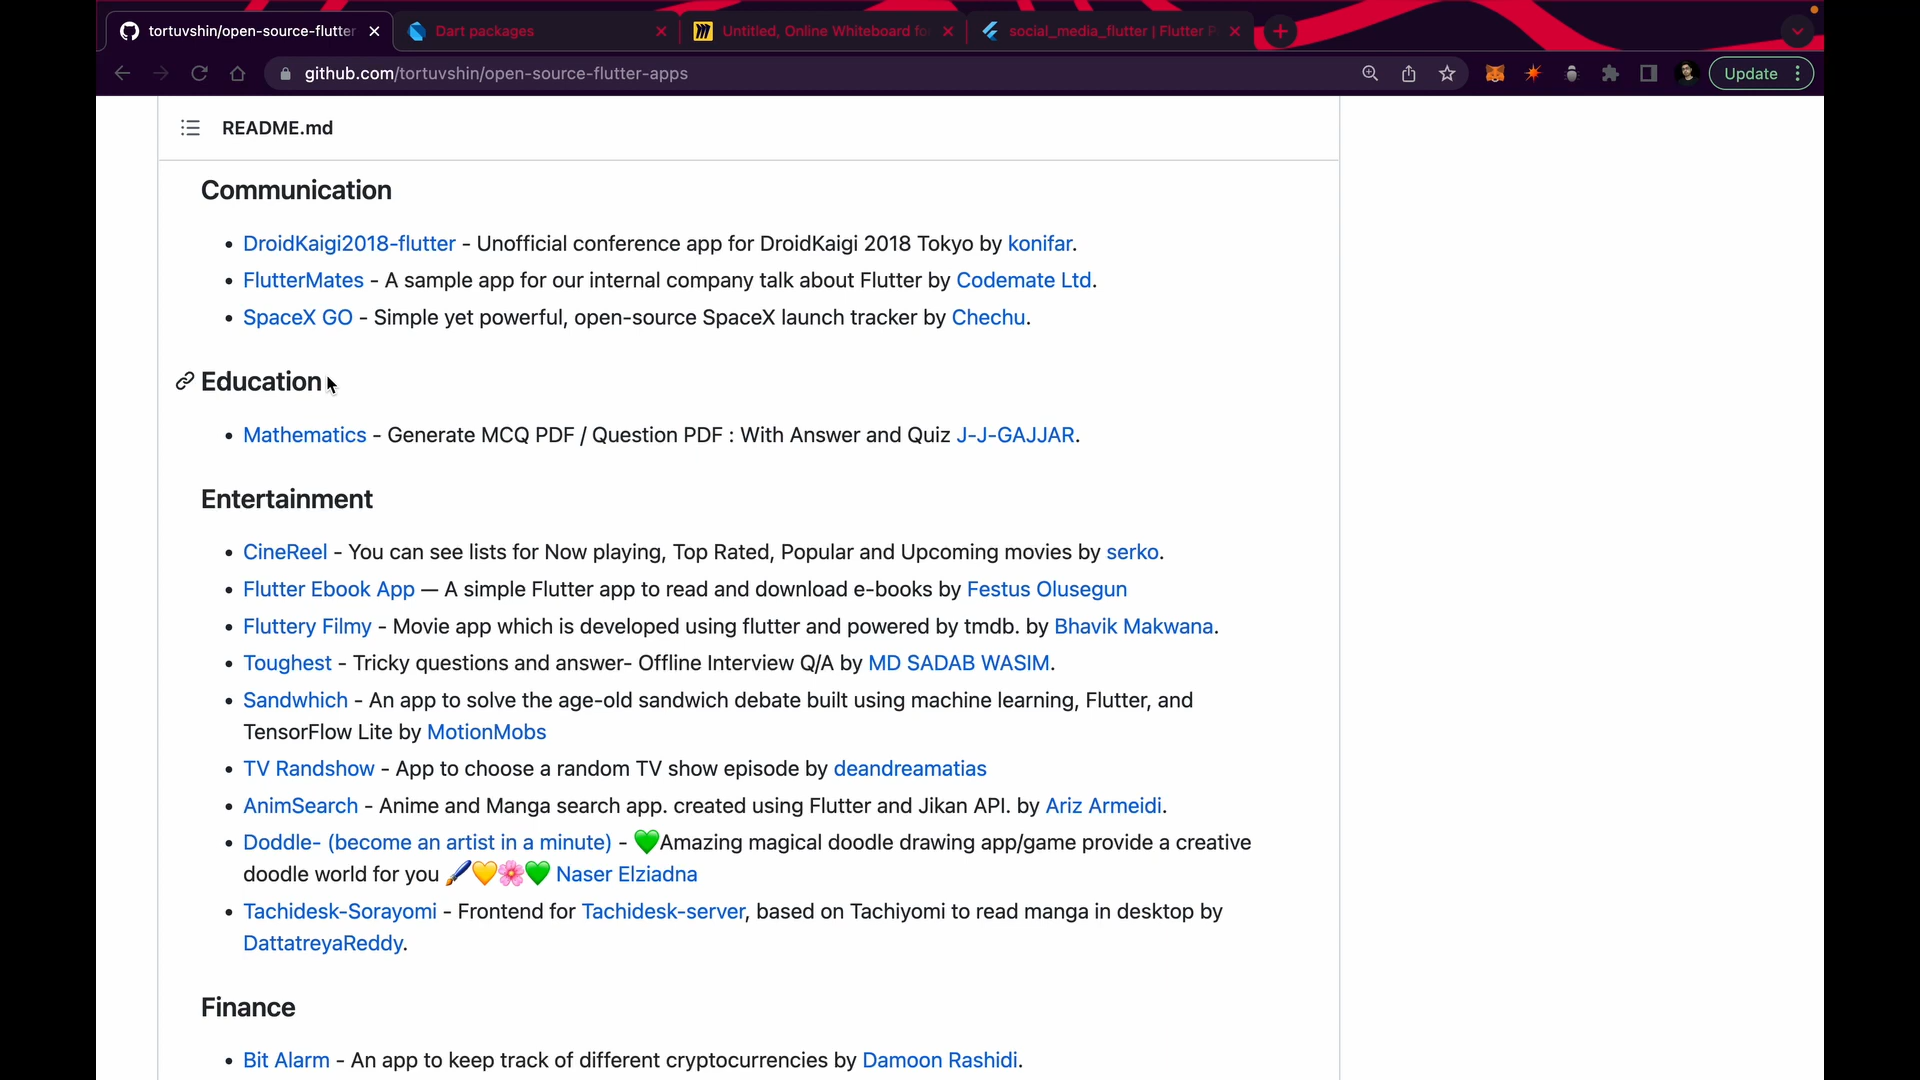 tortuvshin/open-source-flutter
Dart packages
Untitled, Online Whiteboard fo
social_media_flutter | Flutter P
github.com/tortuvshin/open-source-flutter-apps
Update
README.md
Communication
• DroidKaigi2018-flutter - Unofficial conference app for DroidKaigi 2018 Tokyo by konifar.
• FlutterMates - A sample app for our internal company talk about Flutter by Codemate Ltd.
• SpaceX GO - Simple yet powerful, open-source SpaceX launch tracker by Chechu.
Education
• Mathematics - Generate MCQ PDF / Question PDF : With Answer and Quiz J-J-GAJJAR.
Entertainment
• CineReel - You can see lists for Now playing, Top Rated, Popular and Upcoming movies by serko.
• Flutter Ebook App — A simple Flutter app to read and download e-books by Festus Olusegun
• Fluttery Filmy - Movie app which is developed using flutter and powered by tmdb. by Bhavik Makwana.
• Toughest - Tricky questions and answer- Offline Interview Q/A by MD SADAB WASIM.
• Sandwhich - An app to solve the age-old sandwich debate built using machine learning, Flutter, and
TensorFlow Lite by MotionMobs
• TV Randshow - App to choose a random TV show episode by deandreamatias
• AnimSearch - Anime and Manga search app. created using Flutter and Jikan API. by Ariz Armeidi.
• Doddle- (become an artist in a minute) - 💚Amazing magical doodle drawing app/game provide a creative
doodle world for you 🖌️💛🌸💚 Naser Elziadna
• Tachidesk-Sorayomi - Frontend for Tachidesk-server, based on Tachiyomi to read manga in desktop by
DattatreyaReddy.
Finance
• Bit Alarm - An app to keep track of different cryptocurrencies by Damoon Rashidi.